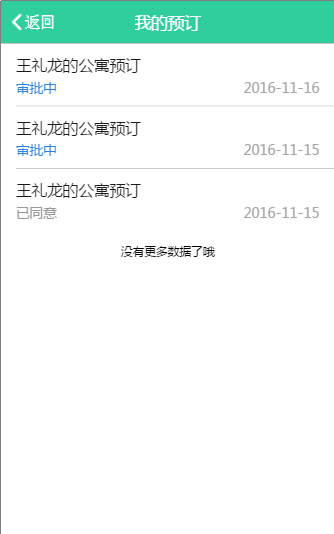 返回 我的预订
王礼龙的公寓预订
审批中 2016-11-16
王礼龙的公寓预订
审批中 2016-11-15
王礼龙的公寓预订
已同意 2016-11-15
没有更多数据了哦